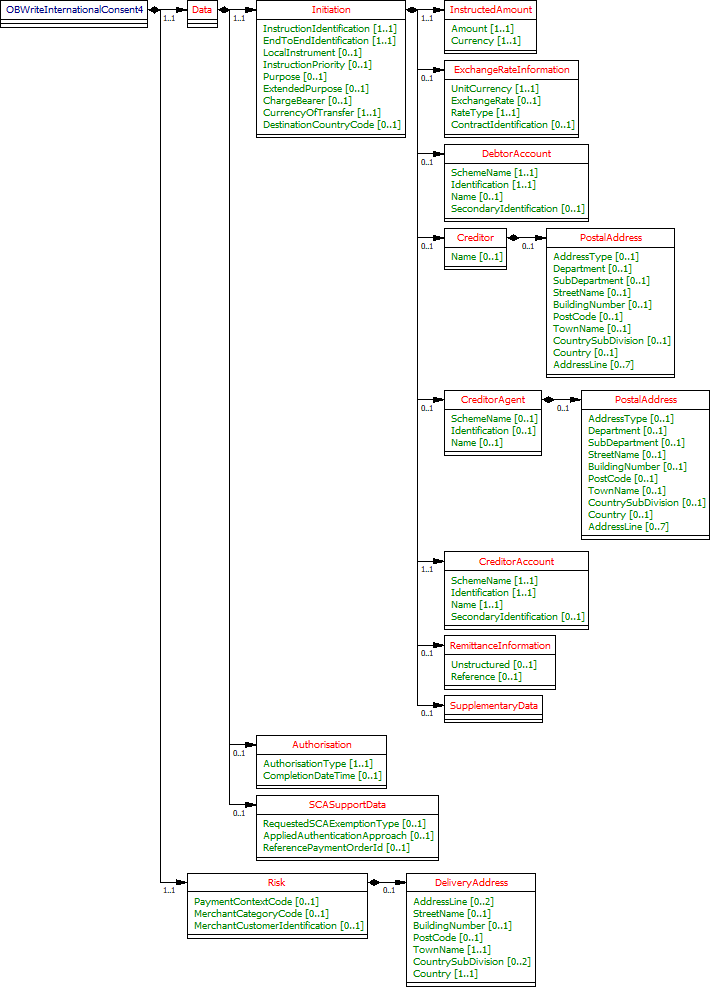 OBWriteInternationalConsent4
1..1
Data
1..1
Initiation
InstructionIdentification [1..1]
EndToEndIdentification [1..1]
LocalInstrument [0..1]
InstructionPriority [0..1]
Purpose [0..1]
ExtendedPurpose [0..1]
ChargeBearer [0..1]
CurrencyOfTransfer [1..1]
DestinationCountryCode [0..1]
1..1
InstructedAmount
Amount [1..1]
Currency [1..1]
0..1
ExchangeRateInformation
UnitCurrency [1..1]
ExchangeRate [0..1]
RateType [1..1]
ContractIdentification [0..1]
0..1
DebtorAccount
SchemeName [1..1]
Identification [1..1]
Name [0..1]
SecondaryIdentification [0..1]
0..1
Creditor
Name [0..1]
0..1
PostalAddress
AddressType [0..1]
Department [0..1]
SubDepartment [0..1]
StreetName [0..1]
BuildingNumber [0..1]
PostCode [0..1]
TownName [0..1]
CountrySubDivision [0..1]
Country [0..1]
AddressLine [0..7]
0..1
CreditorAgent
SchemeName [0..1]
Identification [0..1]
Name [0..1]
0..1
PostalAddress
AddressType [0..1]
Department [0..1]
SubDepartment [0..1]
StreetName [0..1]
BuildingNumber [0..1]
PostCode [0..1]
TownName [0..1]
CountrySubDivision [0..1]
Country [0..1]
AddressLine [0..7]
1..1
CreditorAccount
SchemeName [1..1]
Identification [1..1]
Name [1..1]
SecondaryIdentification [0..1]
0..1
RemittanceInformation
Unstructured [0..1]
Reference [0..1]
0..1
SupplementaryData
0..1
Authorisation
AuthorisationType [1..1]
CompletionDateTime [0..1]
0..1
SCASupportData
RequestedSCAExemptionType [0..1]
AppliedAuthenticationApproach [0..1]
ReferencePaymentOrderId [0..1]
1..1
Risk
PaymentContextCode [0..1]
MerchantCategoryCode [0..1]
MerchantCustomerIdentification [0..1]
0..1
DeliveryAddress
AddressLine [0..2]
StreetName [0..1]
BuildingNumber [0..1]
PostCode [0..1]
TownName [1..1]
CountrySubDivision [0..2]
Country [1..1]